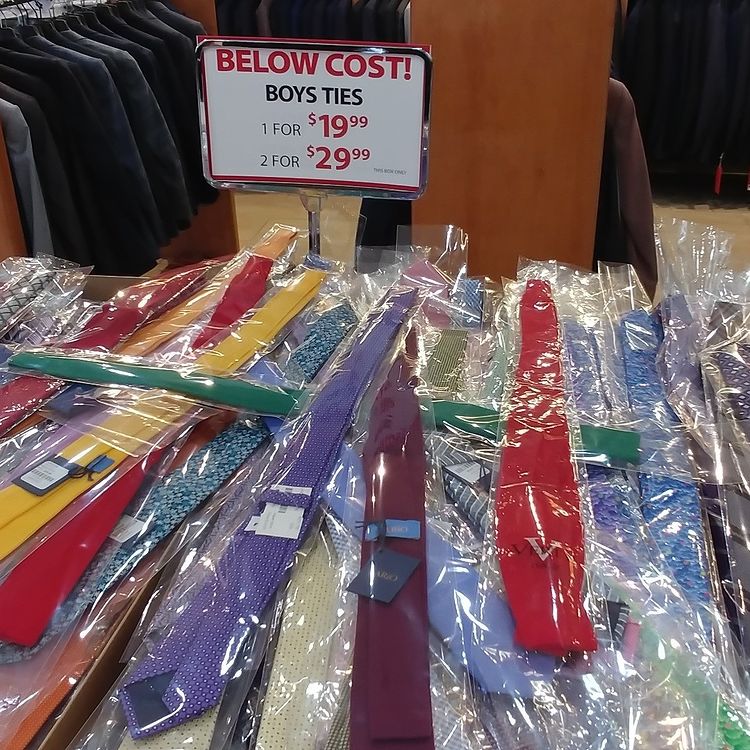 BELOW COST!
BOYS TIES
1 FOR $19.99
2 FOR $29.99
THIS BOX ONLY